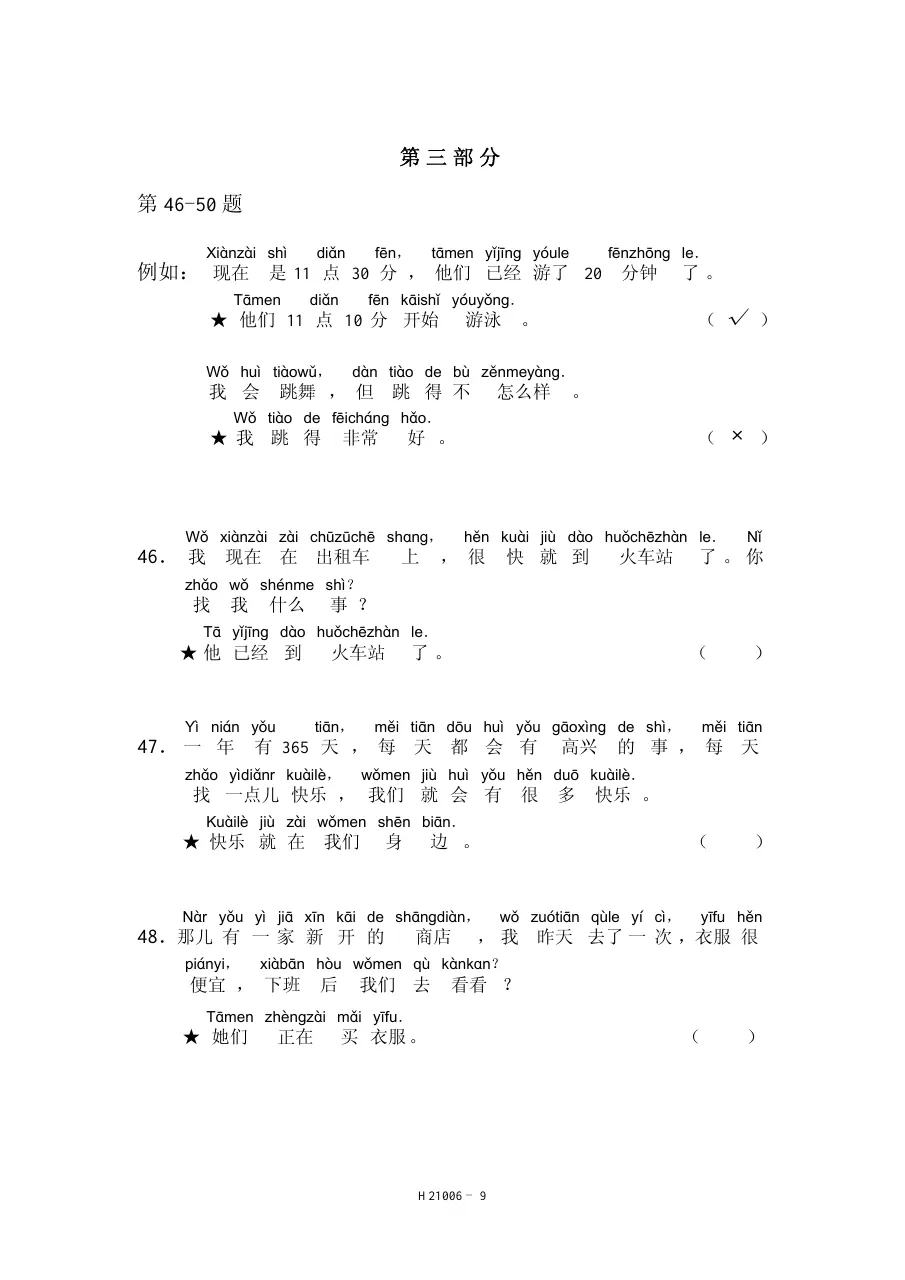 第三部分
第 46-50 题
Xiànzài shì diǎn fēn， tāmen yǐjīng yóule fēnzhōng le.
例如： 现在 是 11 点 30 分 ， 他们 已经 游了 20 分钟 了 。
Tāmen diǎn fēn kāishǐ yóuyǒng.
★ 他们 11 点 10 分 开始 游泳 。 （ √ ）
Wǒ huì tiàowǔ， dàn tiào de bù zěnmeyàng.
我 会 跳舞 ， 但 跳 得 不 怎么样 。
Wǒ tiào de fēicháng hǎo.
★ 我 跳 得 非常 好 。 （ × ）
Wǒ xiànzài zài chūzūchē shang， hěn kuài jiù dào huǒchēzhàn le. Nǐ
46． 我 现在 在 出租车 上 ， 很 快 就 到 火车站 了 。 你
zhǎo wǒ shénme shì？
找 我 什么 事 ？
Tā yǐjīng dào huǒchēzhàn le.
★ 他 已经 到 火车站 了 。 （ ）
Yì nián yǒu tiān， měi tiān dōu huì yǒu gāoxìng de shì， měi tiān
47． 一 年 有 365 天 ， 每 天 都 会 有 高兴 的 事 ， 每 天
zhǎo yìdiǎnr kuàilè， wǒmen jiù huì yǒu hěn duō kuàilè.
找 一点儿 快乐 ， 我们 就 会 有 很 多 快乐 。
Kuàilè jiù zài wǒmen shēn biān.
★ 快乐 就 在 我们 身 边 。 （ ）
Nàr yǒu yì jiā xīn kāi de shāngdiàn， wǒ zuótiān qùle yí cì， yīfu hěn
48．那儿 有 一 家 新 开 的 商店 ， 我 昨天 去了 一 次 ，衣服 很
piányi， xiàbān hòu wǒmen qù kànkan？
便宜 ， 下班 后 我们 去 看看 ？
Tāmen zhèngzài mǎi yīfu.
★ 她们 正在 买 衣服 。 （ ）
H21006 - 9